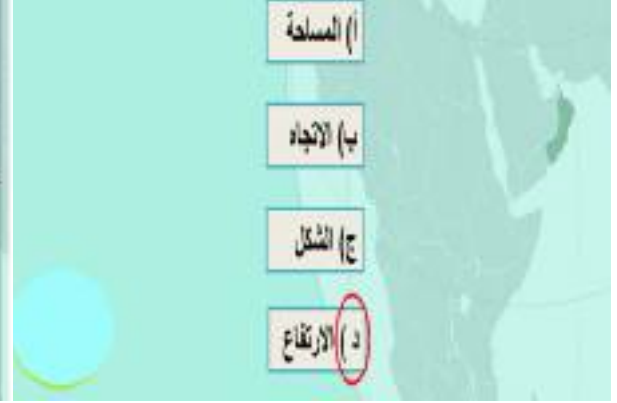 أ) المساحة
ب) الاتجاه
ج) الشكل
د ) الارتفاع